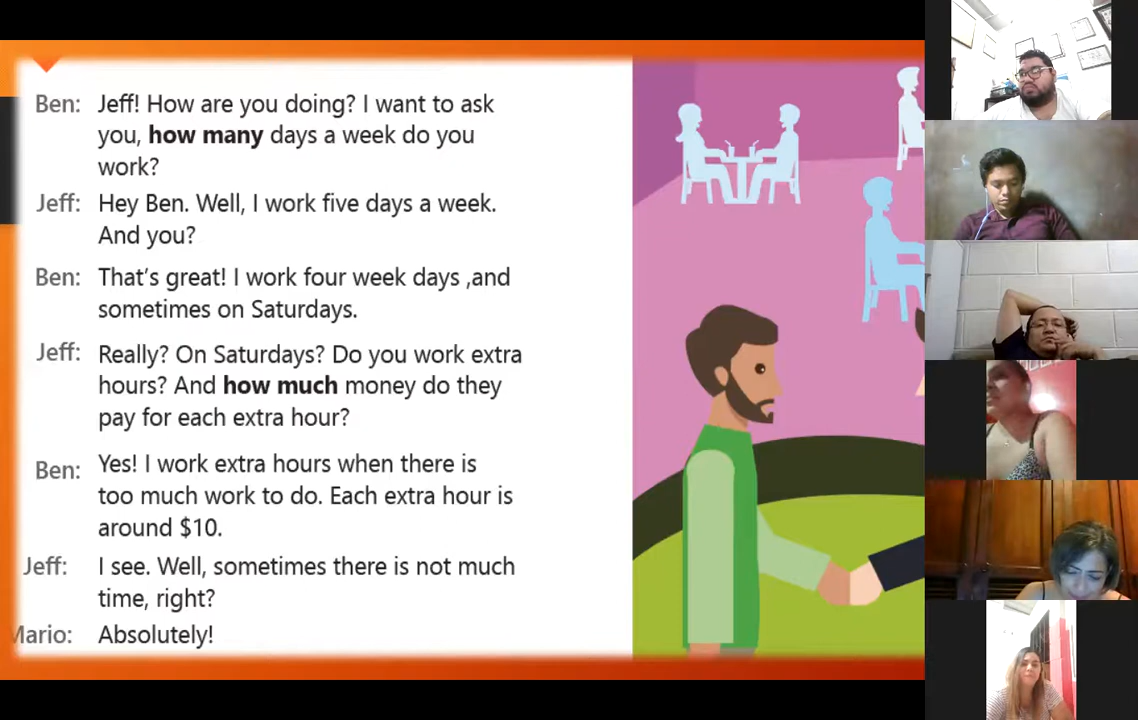 Ben: Jeff! How are you doing? I want to ask
you, how many days a week do you
work?
Jeff: Hey Ben. Well, I work five days a week.
And you?
Ben: That's great! I work four week days ,and
sometimes on Saturdays.
Jeff: Really? On Saturdays? Do you work extra
hours? And how much money do they
pay for each extra hour?
Ben: Yes! I work extra hours when there is
too much work to do. Each extra hour is
around $10.
Jeff: I see. Well, sometimes there is not much
time, right?
Mario: Absolutely!